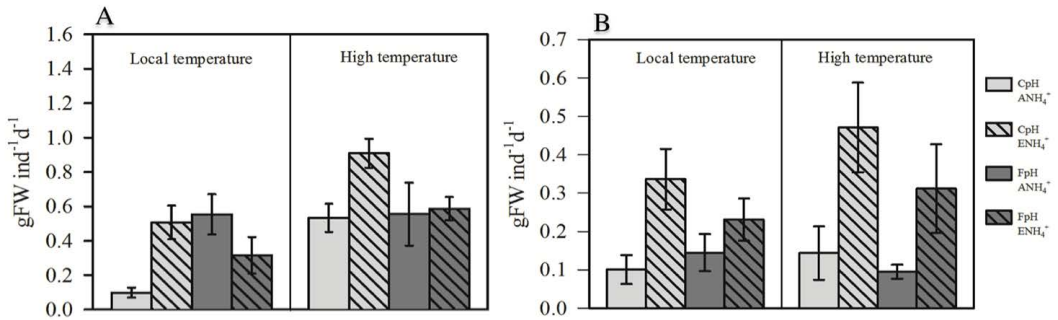 A
gFW ind⁻¹d⁻¹
1.6
1.4
1.2
1.0
0.8
0.6
0.4
0.2
0.0
Local temperature
High temperature
B
gFW ind⁻¹d⁻¹
0.7
0.6
0.5
0.4
0.3
0.2
0.1
0.0
Local temperature
High temperature
CpH
ANH₄⁺
CpH
ENH₄⁺
FpH
ANH₄⁺
FpH
ENH₄⁺